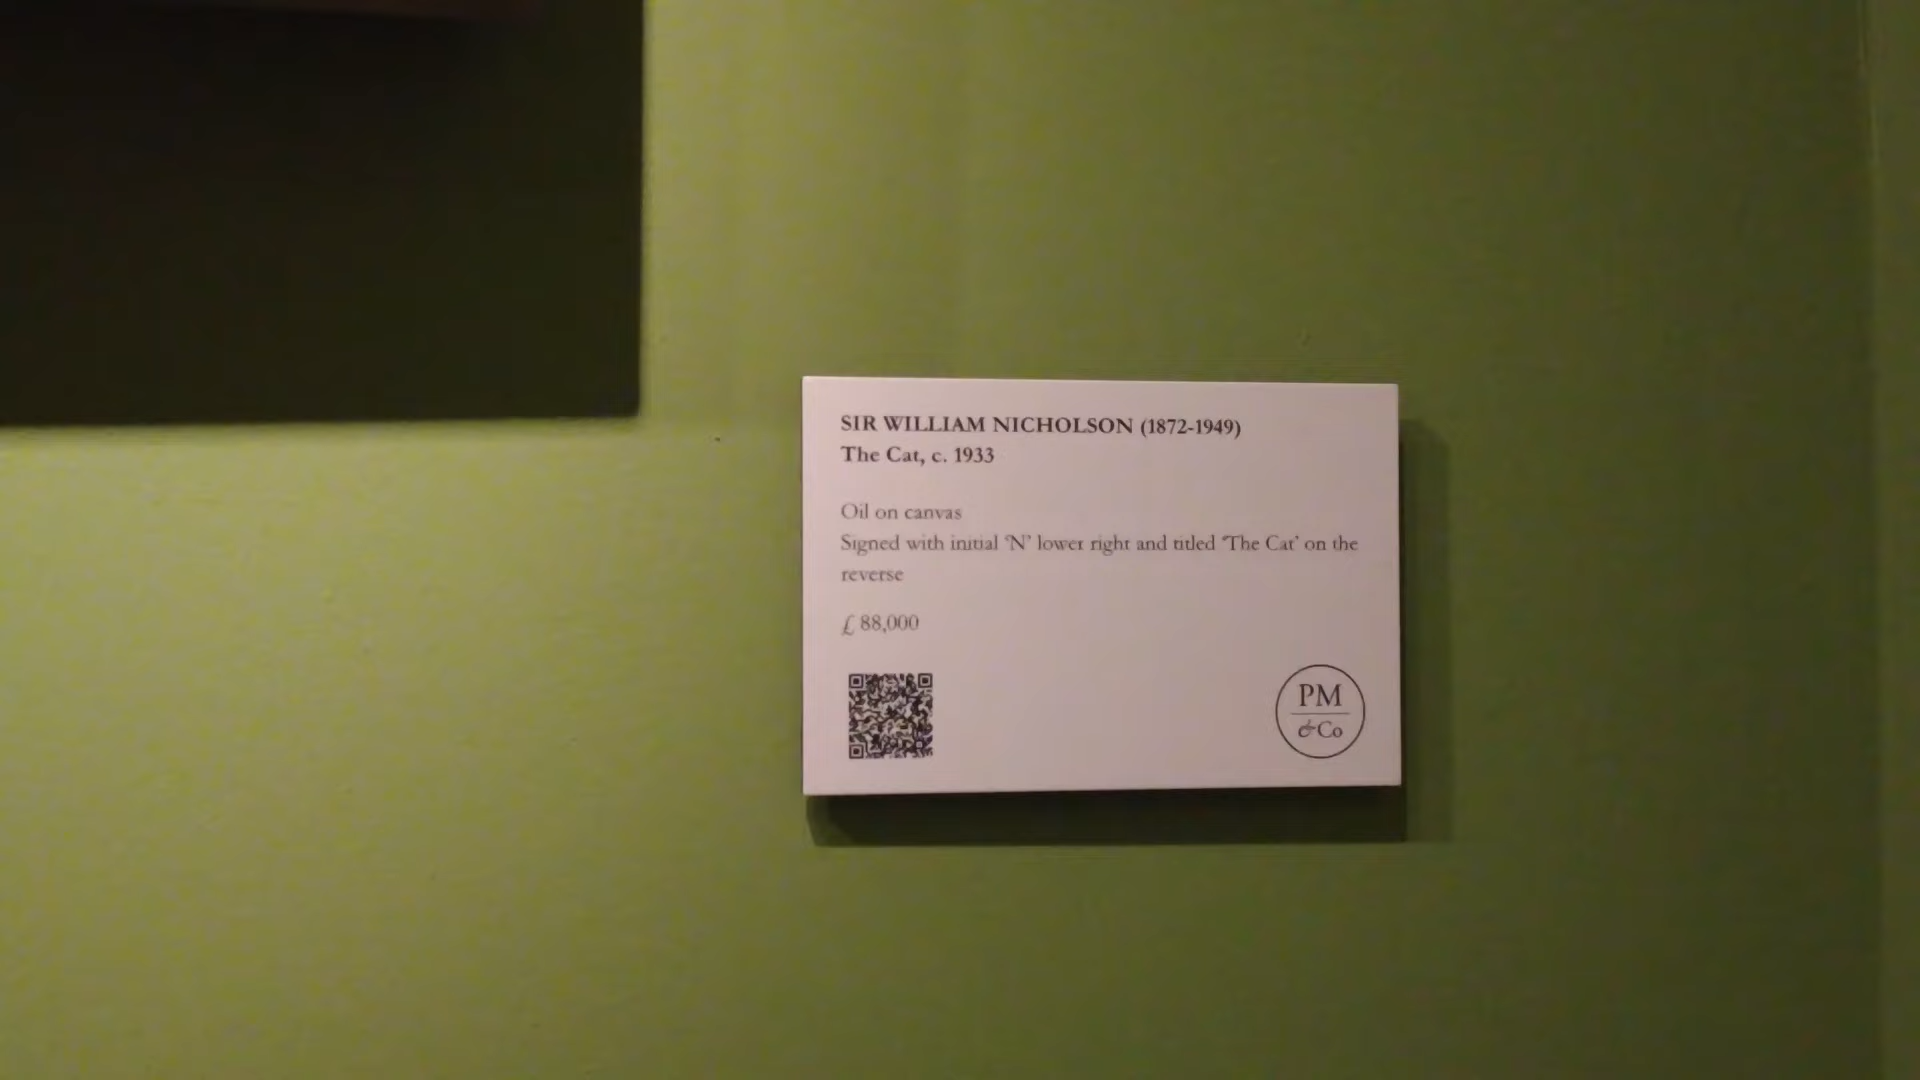 SIR WILLIAM NICHOLSON (1872-1949)
The Cat, c. 1933
Oil on canvas
Signed with initial ‘N’ lower right and titled ‘The Cat’ on the
reverse
£ 88,000
PM
& Co